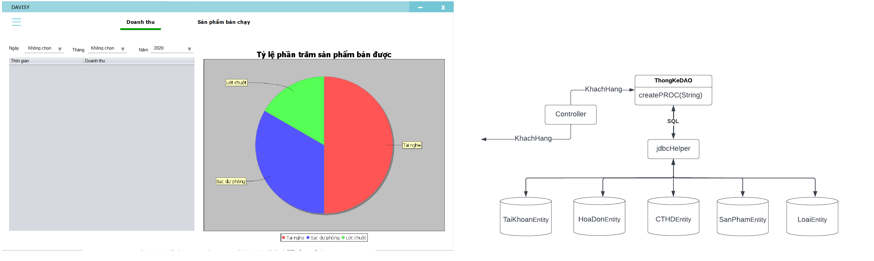 DAVISY
– X
Doanh thu
Sản phẩm bán chạy
Ngày Không chọn Tháng Không chọn Năm 2020
Thời gian Doanh thu
Tỷ lệ phần trăm sản phẩm bán được
Lót chuột
Tai nghe
Sạc dự phòng
Tai nghe Sạc dự phòng Lót chuột
ThongKeDAO
createPROC(String)
KhachHang
Controller
KhachHang
SQL
jdbcHelper
TaiKhoanEntity
HoaDonEntity
CTHDEntity
SanPhamEntity
LoaiEntity